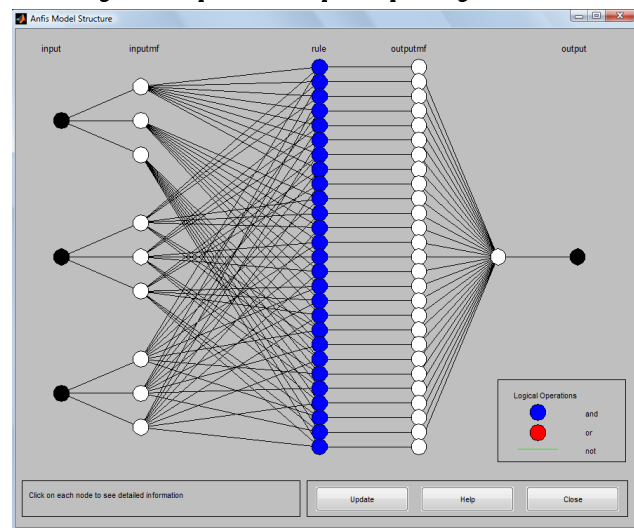 Anfis Model Structure
input inputmf rule outputmf output
Logical Operations
and
or
not
Click on each node to see detailed information
Update Help Close